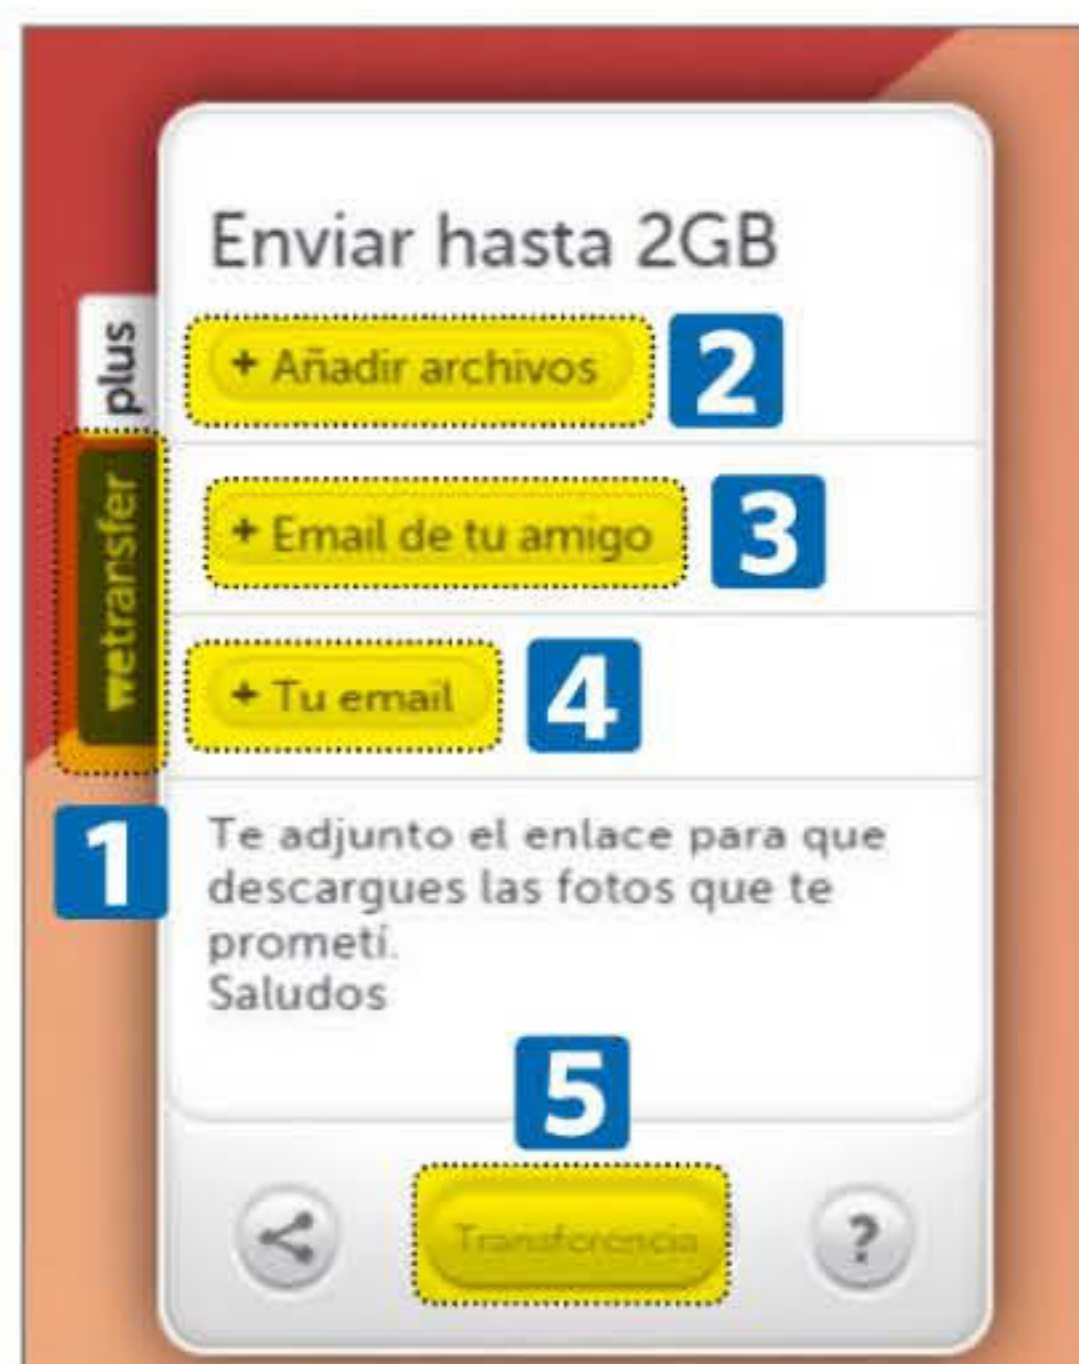 Enviar hasta 2GB
plus
+ Añadir archivos
2
wetransfer
+ Email de tu amigo
3
+ Tu email
4
1
Te adjunto el enlace para que
descargues las fotos que te
prometí.
Saludos
5
Transferencia
?